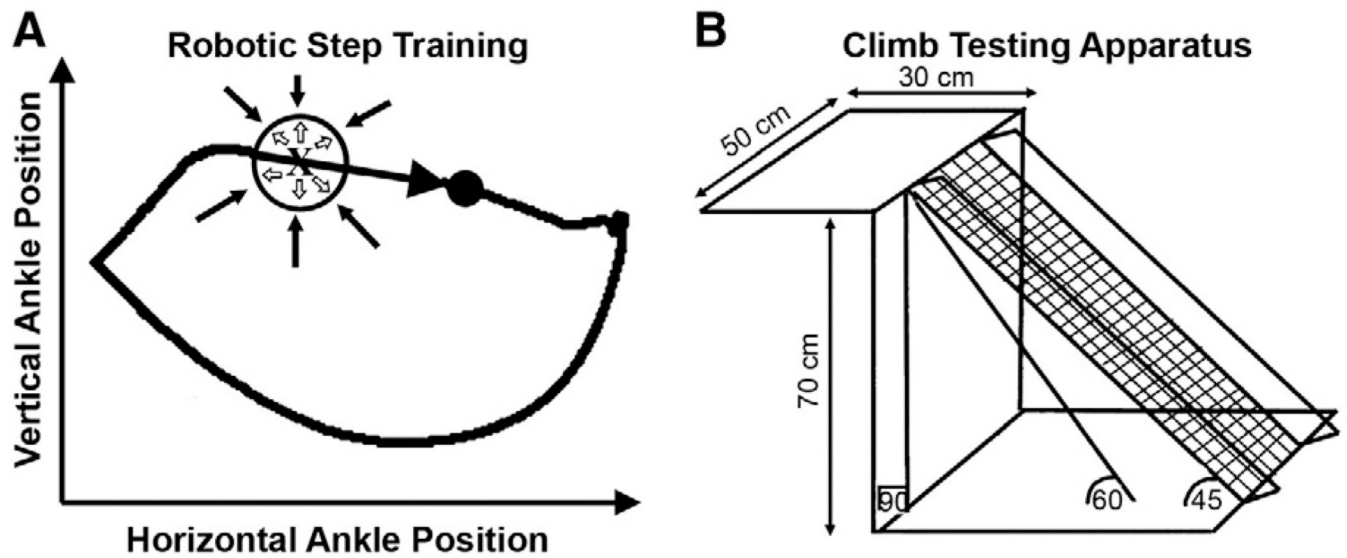 A
Robotic Step Training
Vertical Ankle Position
X
Horizontal Ankle Position
B
Climb Testing Apparatus
30 cm
50 cm
70 cm
90
60
45